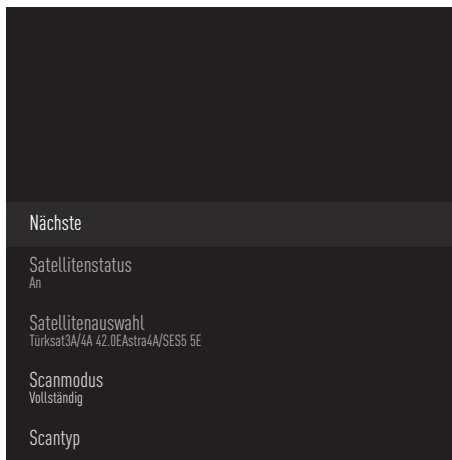 Nächste
Satellitenstatus
An
Satellitenauswahl
Türksat3A/4A 42.0EAstra4A/SES5 5E
Scanmodus
Vollständig
Scantyp